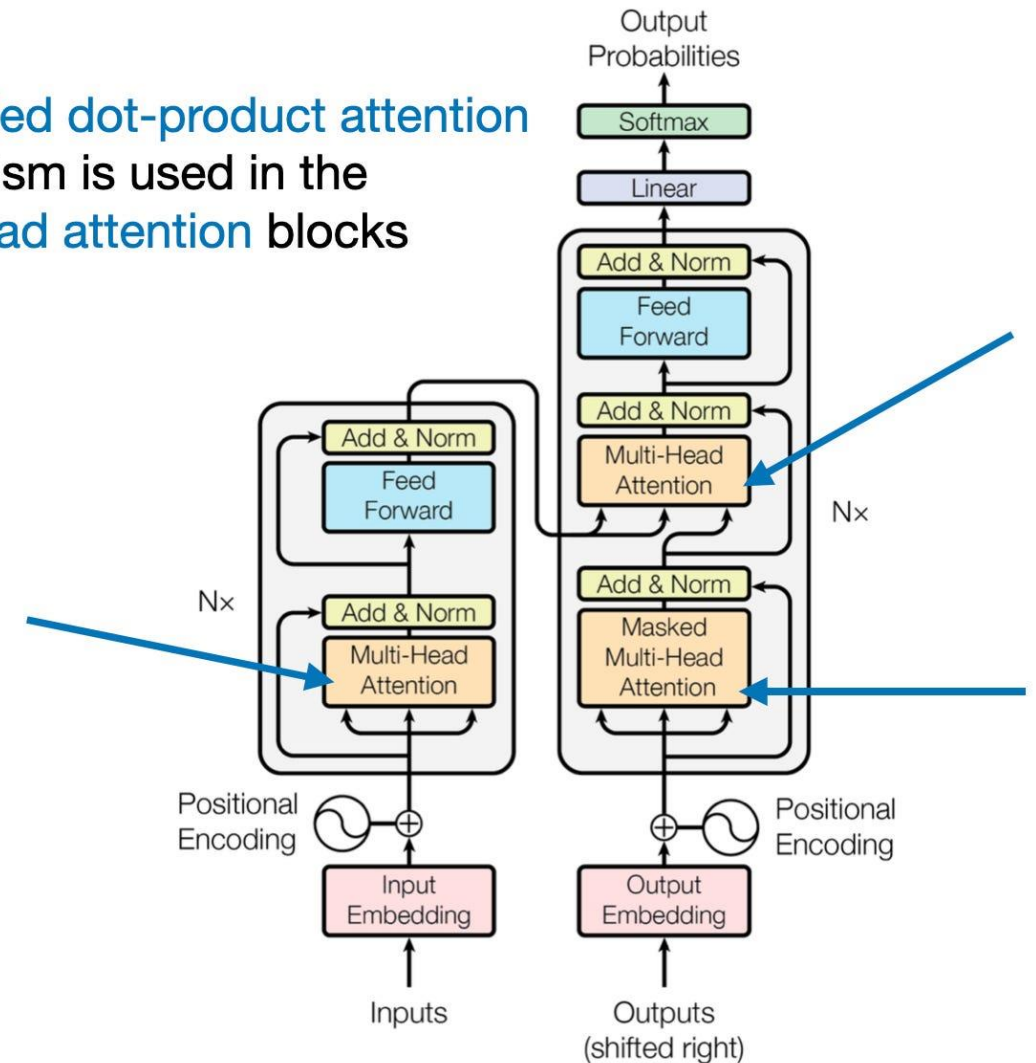 ed dot-product attention
ism is used in the
ad attention blocks
Output
Probabilities
Softmax
Linear
Add & Norm
Feed
Forward
Add & Norm
Multi-Head
Attention
Nx
Add & Norm
Masked
Multi-Head
Attention
Add & Norm
Feed
Forward
Nx
Add & Norm
Multi-Head
Attention
Positional
Encoding
Positional
Encoding
Input
Embedding
Output
Embedding
Inputs
Outputs
(shifted right)